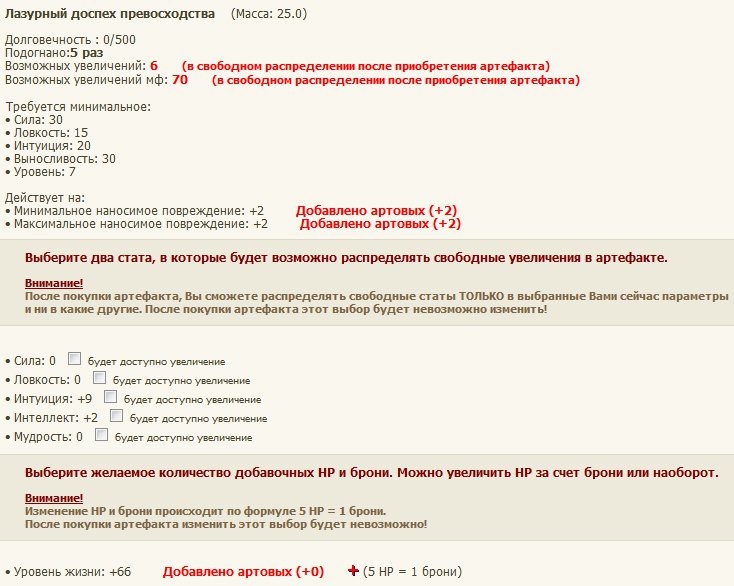 Лазурный доспех превосходства (Масса: 25.0)
Долговечность : 0/500
Подогнано:5 раз
Возможных увеличений: 6 (в свободном распределении после приобретения артефакта)
Возможных увеличений мф: 70 (в свободном распределении после приобретения артефакта)
Требуется минимальное:
• Сила: 30
• Ловкость: 15
• Интуиция: 20
• Выносливость: 30
• Уровень: 7
Действует на:
• Минимальное наносимое повреждение: +2 Добавлено артовых (+2)
• Максимальное наносимое повреждение: +2 Добавлено артовых (+2)
Выберите два стата, в которые будет возможно распределять свободные увеличения в артефакте.
Внимание!
После покупки артефакта, Вы сможете распределять свободные статы ТОЛЬКО в выбранные Вами сейчас параметры
и ни в какие другие. После покупки артефакта этот выбор будет невозможно изменить!
• Сила: 0 будет доступно увеличение
• Ловкость: 0 будет доступно увеличение
• Интуиция: +9 будет доступно увеличение
• Интеллект: +2 будет доступно увеличение
• Мудрость: 0 будет доступно увеличение
Выберите желаемое количество добавочных HP и брони. Можно увеличить HP за счет брони или наоборот.
Внимание!
Изменение HP и брони происходит по формуле 5 HP = 1 брони.
После покупки артефакта изменить этот выбор будет невозможно!
• Уровень жизни: +66 Добавлено артовых (+0) + (5 HP = 1 брони)